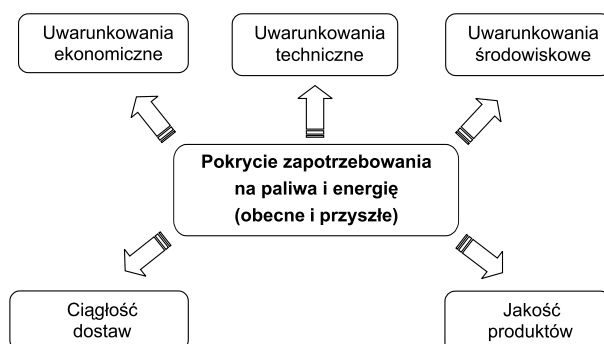 Uwarunkowania
ekonomiczne
Uwarunkowania
techniczne
Uwarunkowania
środowiskowe
Pokrycie zapotrzebowania
na paliwa i energię
(obecne i przyszłe)
Ciągłość
dostaw
Jakość
produktów